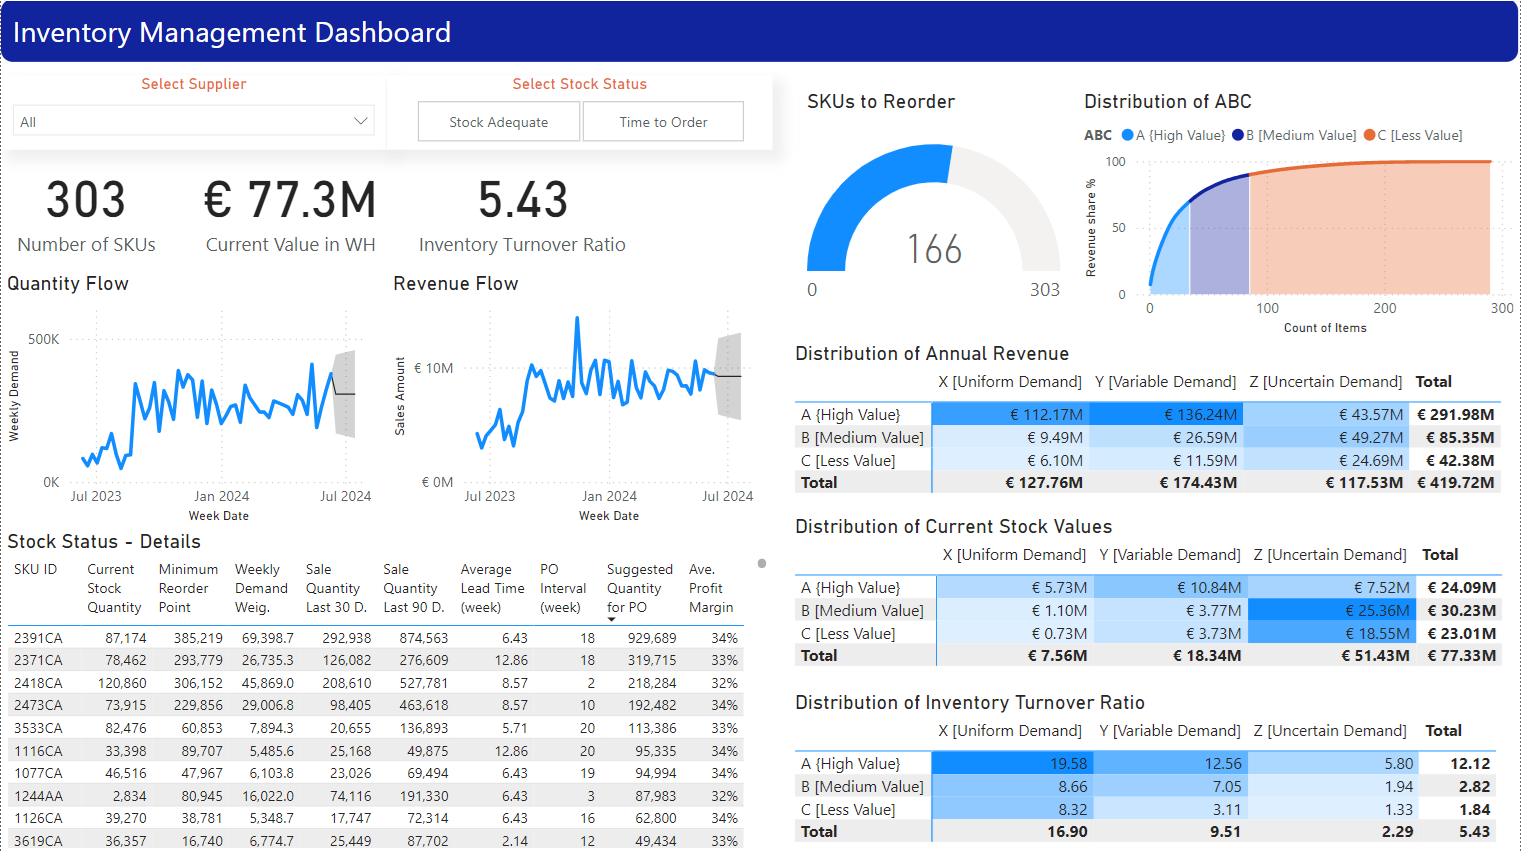 Inventory Management Dashboard
Select Supplier
All
Select Stock Status
Stock Adequate
Time to Order
303
Number of SKUs
€ 77.3M
Current Value in WH
5.43
Inventory Turnover Ratio
SKUs to Reorder
166
0
303
Distribution of ABC
ABC A {High Value} B [Medium Value] C [Less Value]
Revenue share %
100
50
0
0 100 200 300
Count of Items
Quantity Flow
Weekly Demand
500K
0K
Jul 2023 Jan 2024 Jul 2024
Week Date
Revenue Flow
Sales Amount
€ 10M
€ 0M
Jul 2023 Jan 2024 Jul 2024
Week Date
Distribution of Annual Revenue
X [Uniform Demand] Y [Variable Demand] Z [Uncertain Demand] Total
A {High Value} € 112.17M € 136.24M € 43.57M € 291.98M
B [Medium Value] € 9.49M € 26.59M € 49.27M € 85.35M
C [Less Value] € 6.10M € 11.59M € 24.69M € 42.38M
Total € 127.76M € 174.43M € 117.53M € 419.72M
Distribution of Current Stock Values
X [Uniform Demand] Y [Variable Demand] Z [Uncertain Demand] Total
A {High Value} € 5.73M € 10.84M € 7.52M € 24.09M
B [Medium Value] € 1.10M € 3.77M € 25.36M € 30.23M
C [Less Value] € 0.73M € 3.73M € 18.55M € 23.01M
Total € 7.56M € 18.34M € 51.43M € 77.33M
Distribution of Inventory Turnover Ratio
X [Uniform Demand] Y [Variable Demand] Z [Uncertain Demand] Total
A {High Value} 19.58 12.56 5.80 12.12
B [Medium Value] 8.66 7.05 1.94 2.82
C [Less Value] 8.32 3.11 1.33 1.84
Total 16.90 9.51 2.29 5.43
Stock Status - Details
SKU ID Current Minimum Weekly Sale Sale Average PO Suggested Ave.
Stock Reorder Demand Quantity Quantity Lead Time Interval Quantity Profit
Quantity Point Weig. Last 30 D. Last 90 D. (week) (week) for PO Margin
2391CA 87,174 385,219 69,398.7 292,938 874,563 6.43 18 929,689 34%
2371CA 78,462 293,779 26,735.3 126,082 276,609 12.86 18 319,715 33%
2418CA 120,860 306,152 45,869.0 208,610 527,781 8.57 2 218,284 32%
2473CA 73,915 229,856 29,006.8 98,405 463,618 8.57 10 192,482 34%
3533CA 82,476 60,853 7,894.3 20,655 136,893 5.71 20 113,386 33%
1116CA 33,398 89,707 5,485.6 25,168 49,875 12.86 20 95,335 34%
1077CA 46,516 47,967 6,103.8 23,026 69,494 6.43 19 94,994 34%
1244AA 2,834 80,945 16,022.0 74,116 191,330 6.43 3 87,983 32%
1126CA 39,270 38,781 5,348.7 17,747 72,314 6.43 16 62,800 34%
3619CA 36,357 16,740 6,774.7 25,449 87,702 2.14 12 49,434 33%